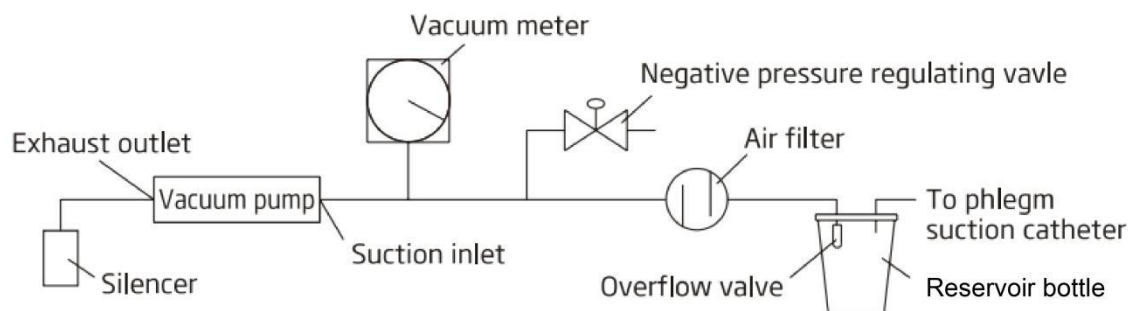 Vacuum meter
Negative pressure regulating vavle
Air filter
Exhaust outlet
Vacuum pump
To phlegm
suction catheter
Suction inlet
Silencer
Overflow valve
Reservoir bottle